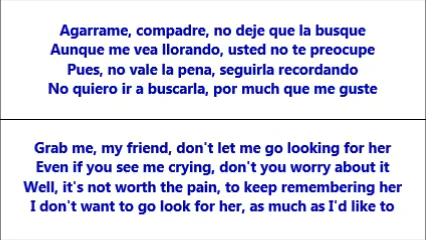 Agarrame, compadre, no deje que la busque
Aunque me vea llorando, usted no te preocupe
Pues, no vale la pena, seguirla recordando
No quiero ir a buscarla, por much que me guste
Grab me, my friend, don't let me go looking for her
Even if you see me crying, don't you worry about it
Well, it's not worth the pain, to keep remembering her
I don't want to go look for her, as much as I'd like to